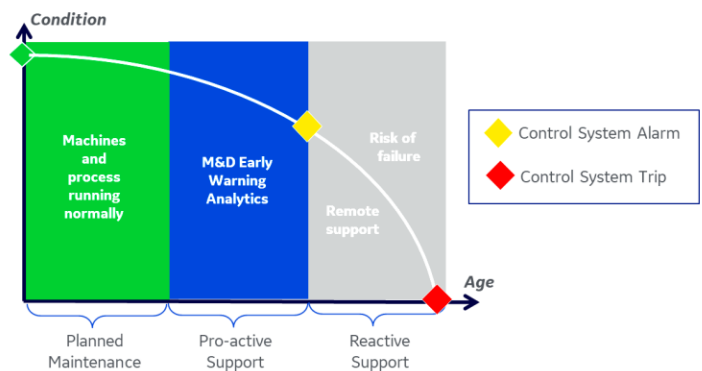 Condition
Machines
and
process
running
normally
M&D Early
Warning
Analytics
Risk of
failure
Remote
support
Control System Alarm
Control System Trip
Age
Planned
Maintenance
Pro-active
Support
Reactive
Support